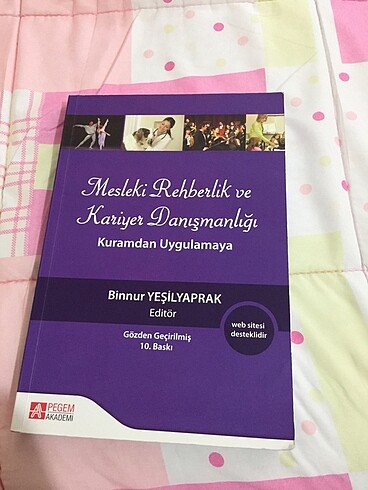 Mesleki Rehberlik ve
Kariyer Danışmanlığı
Kuramdan Uygulamaya
Binnur YEŞİLYAPRAK
Editör
web sitesi
desteklidir
Gözden Geçirilmiş
10. Baskı
PEGEM
AKADEMİ